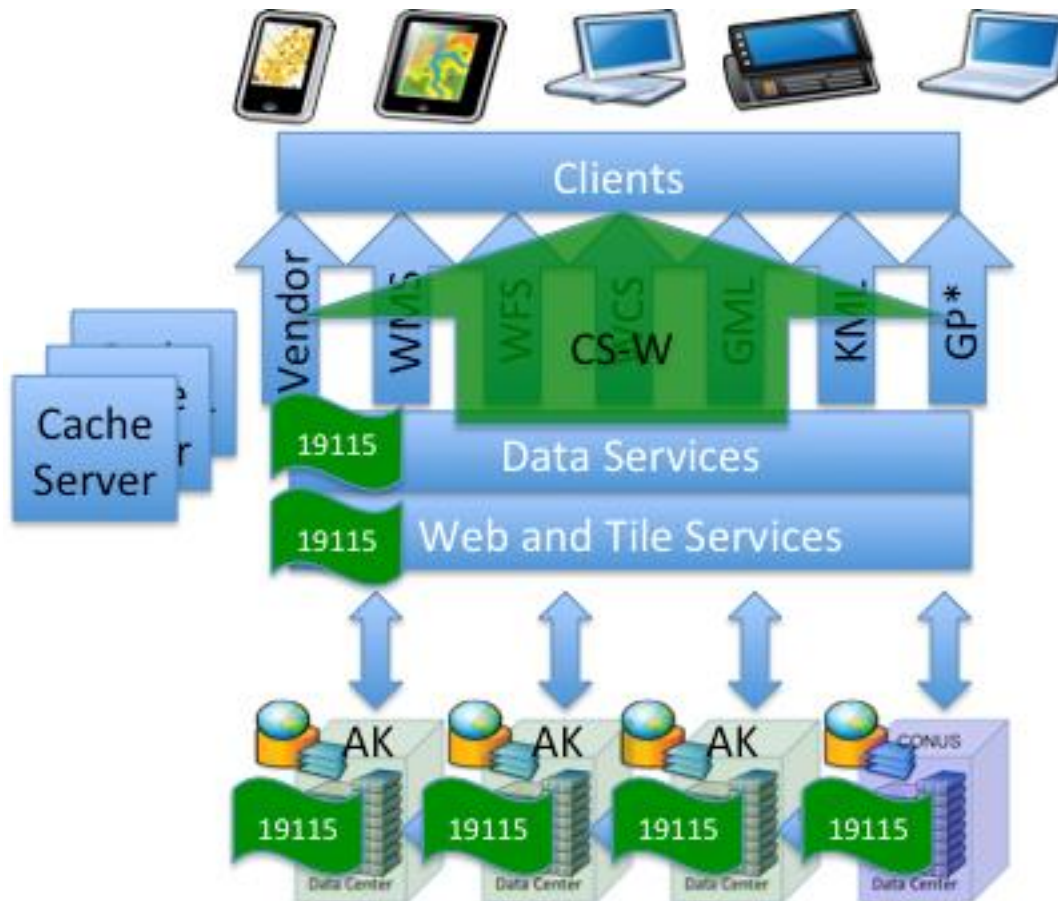 Clients
Vendor
WMS
WFS
WCS
GML
KML
GP*
CS-W
Cache
Server
e
r
19115
Data Services
19115
Web and Tile Services
AK
AK
AK
CONUS
19115
19115
19115
19115
Data Center
Data Center
Data Center
Data Center